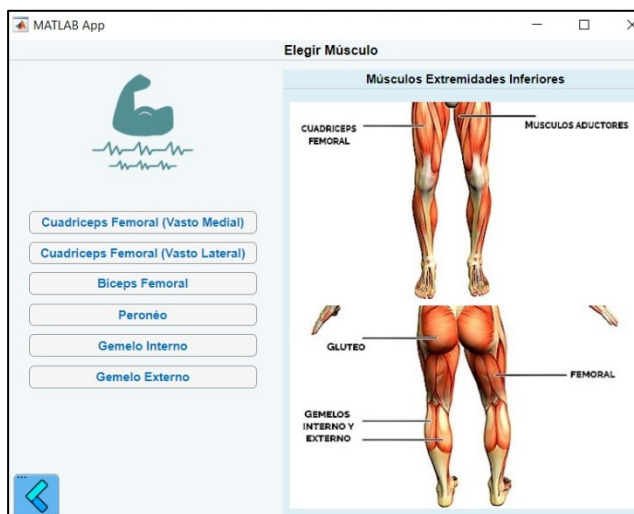 MATLAB App
Elegir Músculo
Músculos Extremidades Inferiores
Cuadriceps Femoral (Vasto Medial)
Cuadriceps Femoral (Vasto Lateral)
Biceps Femoral
Peronéo
Gemelo Interno
Gemelo Externo
CUADRICEPS
FEMORAL
MUSCULOS ADUCTORES
GLUTEO
FEMORAL
GEMELOS
INTERNO Y
EXTERNO